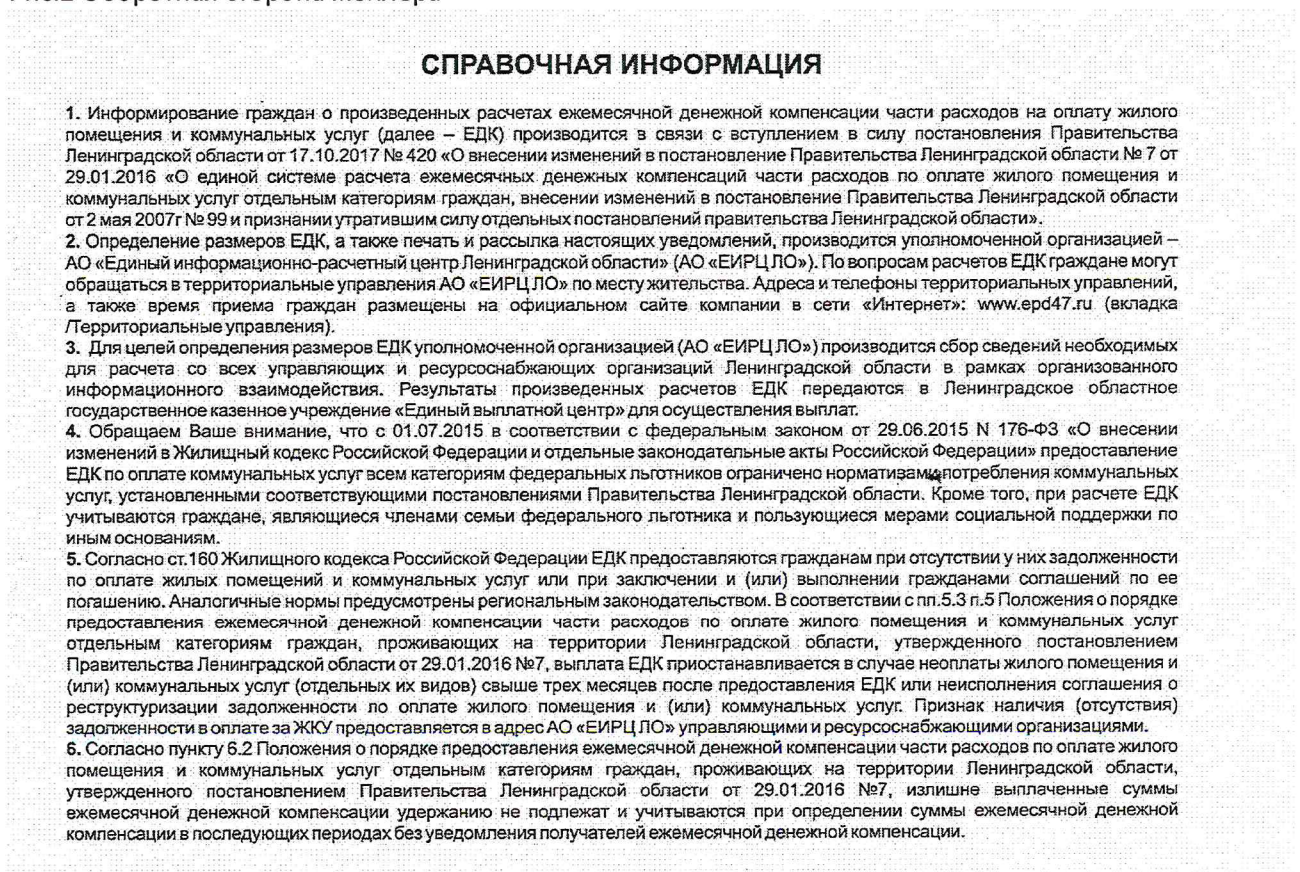 СПРАВОЧНАЯ ИНФОРМАЦИЯ
1. Информирование граждан о произведенных расчетах ежемесячной денежной компенсации части расходов на оплату жилого
помещения и коммунальных услуг (далее – ЕДК) производится в связи с вступлением в силу постановления Правительства
Ленинградской области от 17.10.2017 № 420 «О внесении изменений в постановление Правительства Ленинградской области № 7 от
29.01.2016 «О единой системе расчета ежемесячных денежных компенсаций части расходов по оплате жилого помещения и
коммунальных услуг отдельным категориям граждан, внесении изменений в постановление Правительства Ленинградской области
от 2 мая 2007г № 99 и признании утратившим силу отдельных постановлений правительства Ленинградской области».
2. Определение размеров ЕДК, а также печать и рассылка настоящих уведомлений, производится уполномоченной организацией –
АО «Единый информационно-расчетный центр Ленинградской области» (АО «ЕИРЦ ЛО»). По вопросам расчетов ЕДК граждане могут
обращаться в территориальные управления АО «ЕИРЦ ЛО» по месту жительства. Адреса и телефоны территориальных управлений,
а также время приема граждан размещены на официальном сайте компании в сети «Интернет»: www.epd47.ru (вкладка
/Территориальные управления).
3. Для целей определения размеров ЕДК уполномоченной организацией (АО «ЕИРЦ ЛО») производится сбор сведений необходимых
для расчета со всех управляющих и ресурсоснабжающих организаций Ленинградской области в рамках организованного
информационного взаимодействия. Результаты произведенных расчетов ЕДК передаются в Ленинградское областное
государственное казенное учреждение «Единый выплатной центр» для осуществления выплат.
4. Обращаем Ваше внимание, что с 01.07.2015 в соответствии с федеральным законом от 29.06.2015 N 176-ФЗ «О внесении
изменений в Жилищный кодекс Российской Федерации и отдельные законодательные акты Российской Федерации» предоставление
ЕДК по оплате коммунальных услуг всем категориям федеральных льготников ограничено нормативами потребления коммунальных
услуг, установленными соответствующими постановлениями Правительства Ленинградской области. Кроме того, при расчете ЕДК
учитываются граждане, являющиеся членами семьи федерального льготника и пользующиеся мерами социальной поддержки по
иным основаниям.
5. Согласно ст.160 Жилищного кодекса Российской Федерации ЕДК предоставляются гражданам при отсутствии у них задолженности
по оплате жилых помещений и коммунальных услуг или при заключении и (или) выполнении гражданами соглашений по ее
погашению. Аналогичные нормы предусмотрены региональным законодательством. В соответствии с пп.5.3 п.5 Положения о порядке
предоставления ежемесячной денежной компенсации части расходов по оплате жилого помещения и коммунальных услуг
отдельным категориям граждан, проживающих на территории Ленинградской области, утвержденного постановлением
Правительства Ленинградской области от 29.01.2016 №7, выплата ЕДК приостанавливается в случае неоплаты жилого помещения и
(или) коммунальных услуг (отдельных их видов) свыше трех месяцев после предоставления ЕДК или неисполнения соглашения о
реструктуризации задолженности по оплате жилого помещения и (или) коммунальных услуг. Признак наличия (отсутствия)
задолженности в оплате за ЖКУ предоставляется в адрес АО «ЕИРЦ ЛО» управляющими и ресурсоснабжающими организациями.
6. Согласно пункту 6.2 Положения о порядке предоставления ежемесячной денежной компенсации части расходов по оплате жилого
помещения и коммунальных услуг отдельным категориям граждан, проживающих на территории Ленинградской области,
утвержденного постановлением Правительства Ленинградской области от 29.01.2016 №7, излишне выплаченные суммы
ежемесячной денежной компенсации удержанию не подлежат и учитываются при определении суммы ежемесячной денежной
компенсации в последующих периодах без уведомления получателей ежемесячной денежной компенсации.